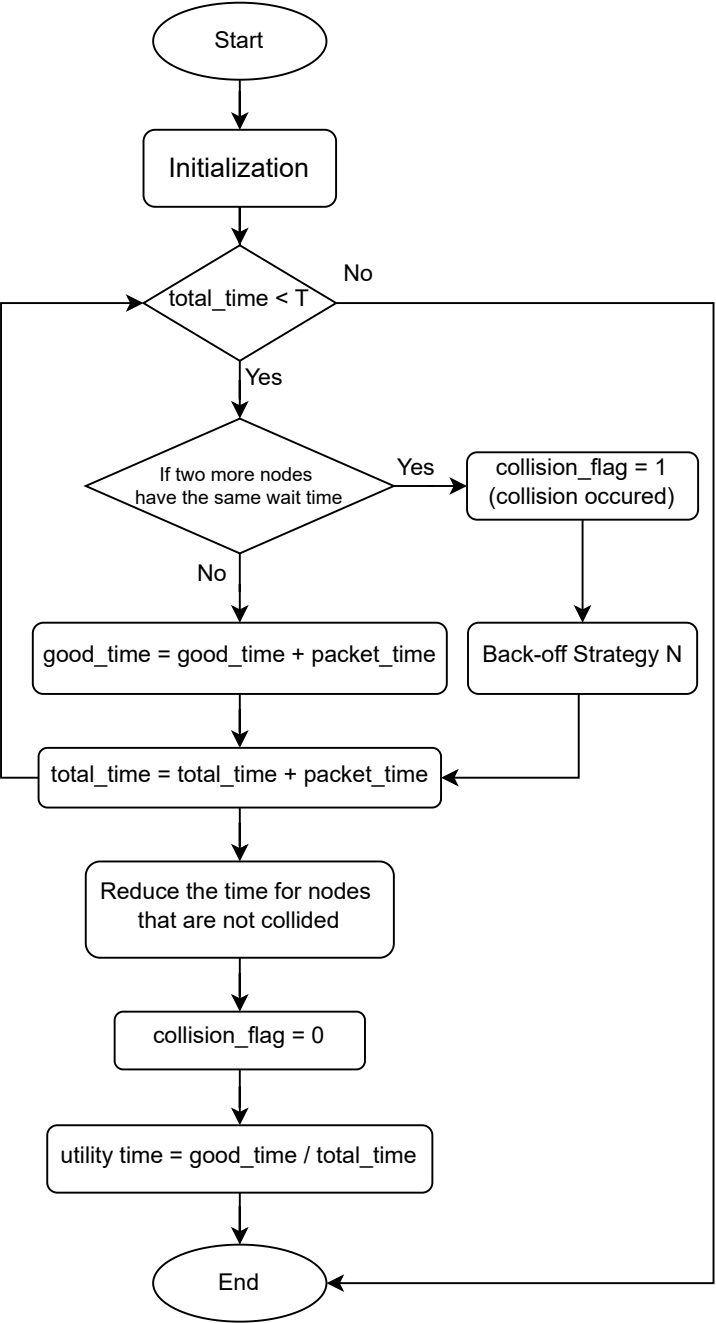 Start
Initialization
total_time < T
No
Yes
If two more nodes
have the same wait time
Yes
collision_flag = 1
(collision occured)
No
good_time = good_time + packet_time
Back-off Strategy N
total_time = total_time + packet_time
Reduce the time for nodes
that are not collided
collision_flag = 0
utility time = good_time / total_time
End